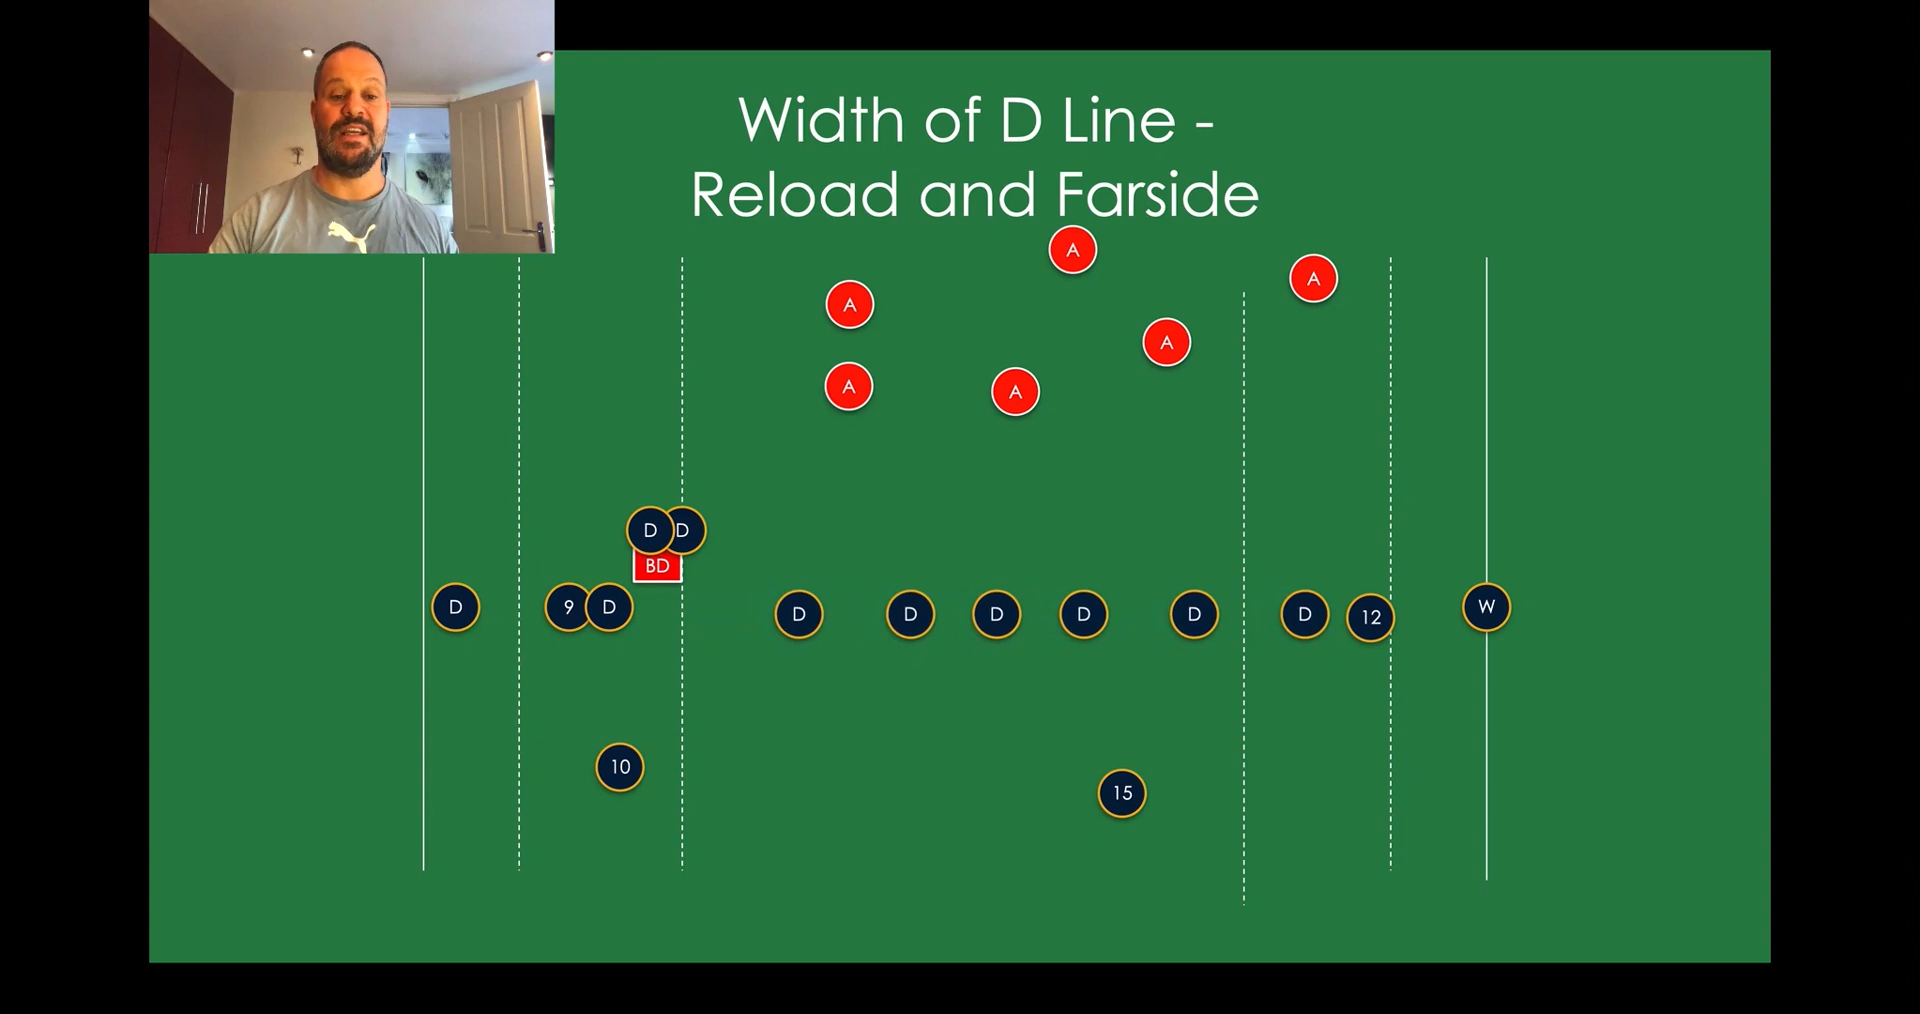 Width of D Line -
Reload and Farside
A
A
A
A
A
A
D D
BD
D 9 D D D D D D D 12 W
10
15